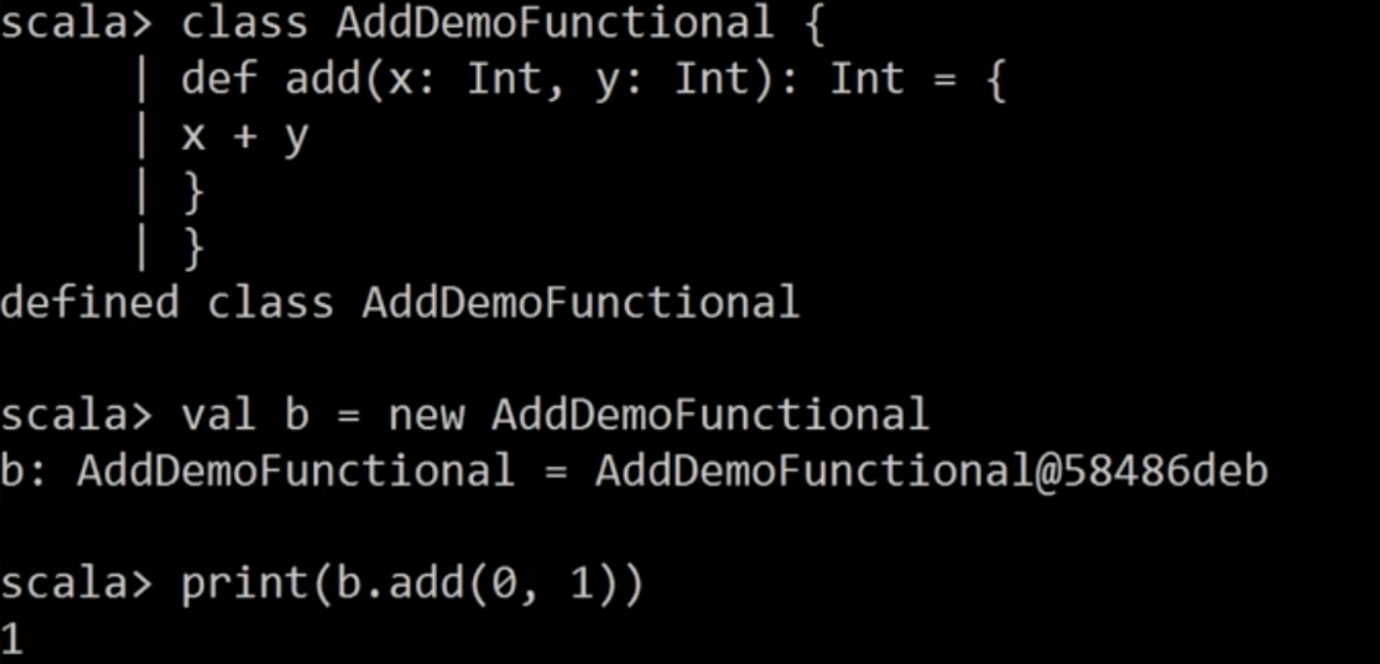 scala> class AddDemoFunctional {
     | def add(x: Int, y: Int): Int = {
     | x + y
     | }
     | }
defined class AddDemoFunctional
scala> val b = new AddDemoFunctional
b: AddDemoFunctional = AddDemoFunctional@58486deb
scala> print(b.add(0, 1))
1